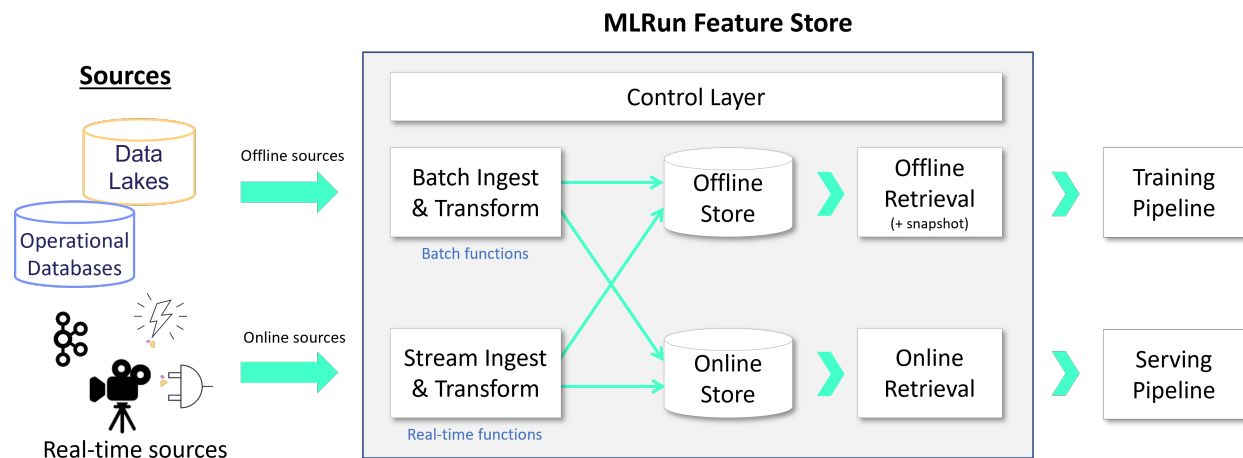 MLRun Feature Store
Sources
Control Layer
Data
Lakes
Operational
Databases
Offline sources
Batch Ingest
& Transform
Batch functions
Offline
Store
Offline
Retrieval
(+ snapshot)
Training
Pipeline
Online sources
Real-time sources
Stream Ingest
& Transform
Real-time functions
Online
Store
Online
Retrieval
Serving
Pipeline